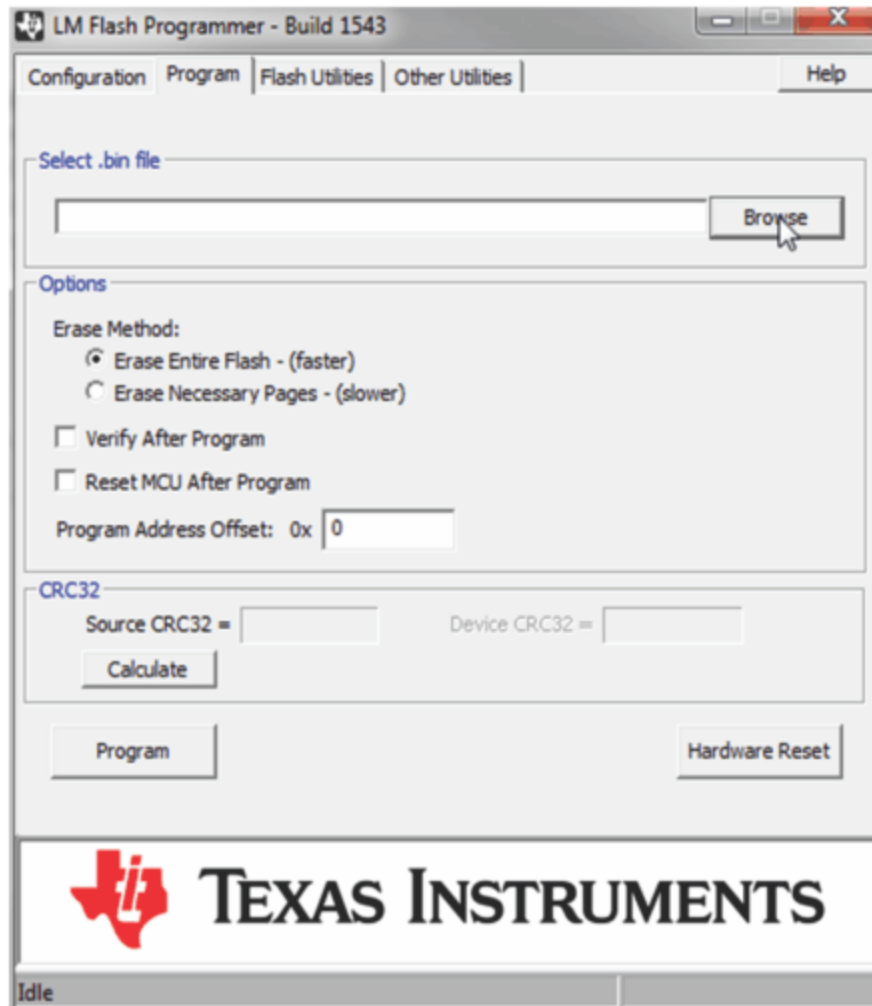 LM Flash Programmer - Build 1543
Configuration Program Flash Utilities Other Utilities Help
Select .bin file
Browse
Options
Erase Method:
Erase Entire Flash - (faster)
Erase Necessary Pages - (slower)
Verify After Program
Reset MCU After Program
Program Address Offset: 0x 0
CRC32
Source CRC32 = Device CRC32 =
Calculate
Program Hardware Reset
TEXAS INSTRUMENTS
Idle